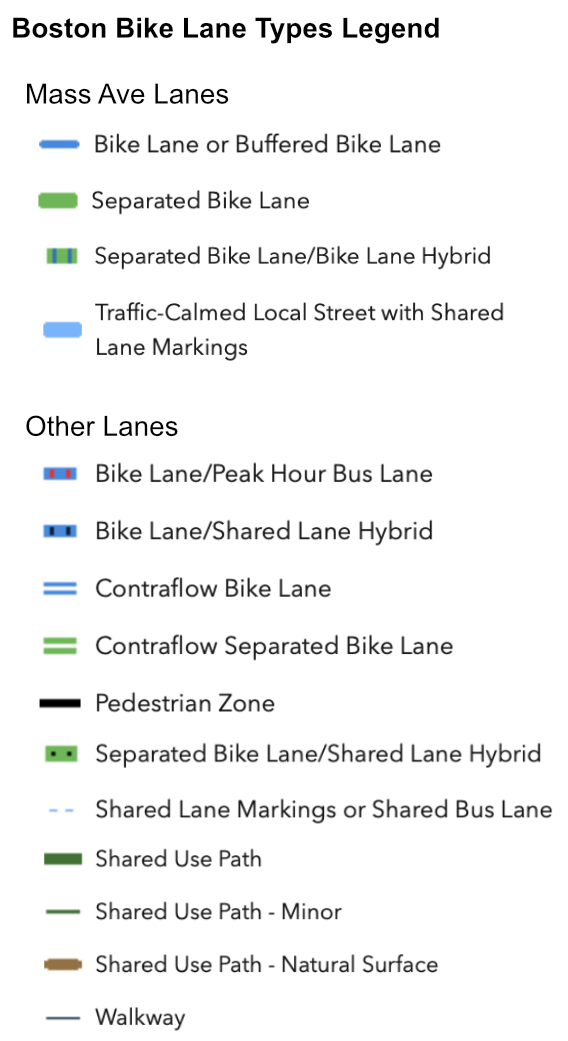 Boston Bike Lane Types Legend
Mass Ave Lanes
Bike Lane or Buffered Bike Lane
Separated Bike Lane
Separated Bike Lane/Bike Lane Hybrid
Traffic-Calmed Local Street with Shared
Lane Markings
Other Lanes
Bike Lane/Peak Hour Bus Lane
Bike Lane/Shared Lane Hybrid
Contraflow Bike Lane
Contraflow Separated Bike Lane
Pedestrian Zone
Separated Bike Lane/Shared Lane Hybrid
Shared Lane Markings or Shared Bus Lane
Shared Use Path
Shared Use Path - Minor
Shared Use Path - Natural Surface
Walkway